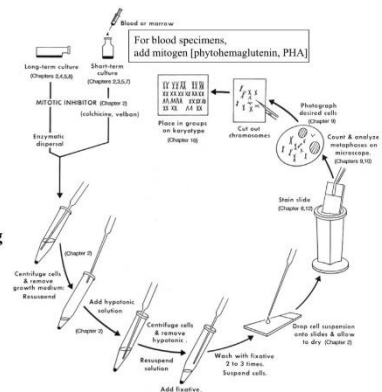 Blood or marrow
For blood specimens,
add mitogen [phytohemaglutenin, PHA]
Long-term culture
(Chapters 2,4,5,6)
Short-term
culture
(Chapters 2,3,5,7)
MITOTIC INHIBITOR (Chapter 2)
(colchicine, velban)
Enzymatic
dispersal
Centrifuge cells
& remove
growth medium:
Resuspend
(Chapter 2)
Add hypotonic
solution
(Chapter 2)
Centrifuge cells
& remove
hypotonic.
Resuspend
solution
Add fixative.
Wash with fixative
2 to 3 times.
Suspend cells.
Drop cell suspension
onto slides & allow
to dry (Chapter 2)
Stain slide
(Chapter 8,12)
Count & analyze
metaphases on
microscope.
(Chapters 9,10)
Photograph
desired cells
(Chapter 9)
Cut out
chromosomes
Place in groups
on karyotype
(Chapter 10)